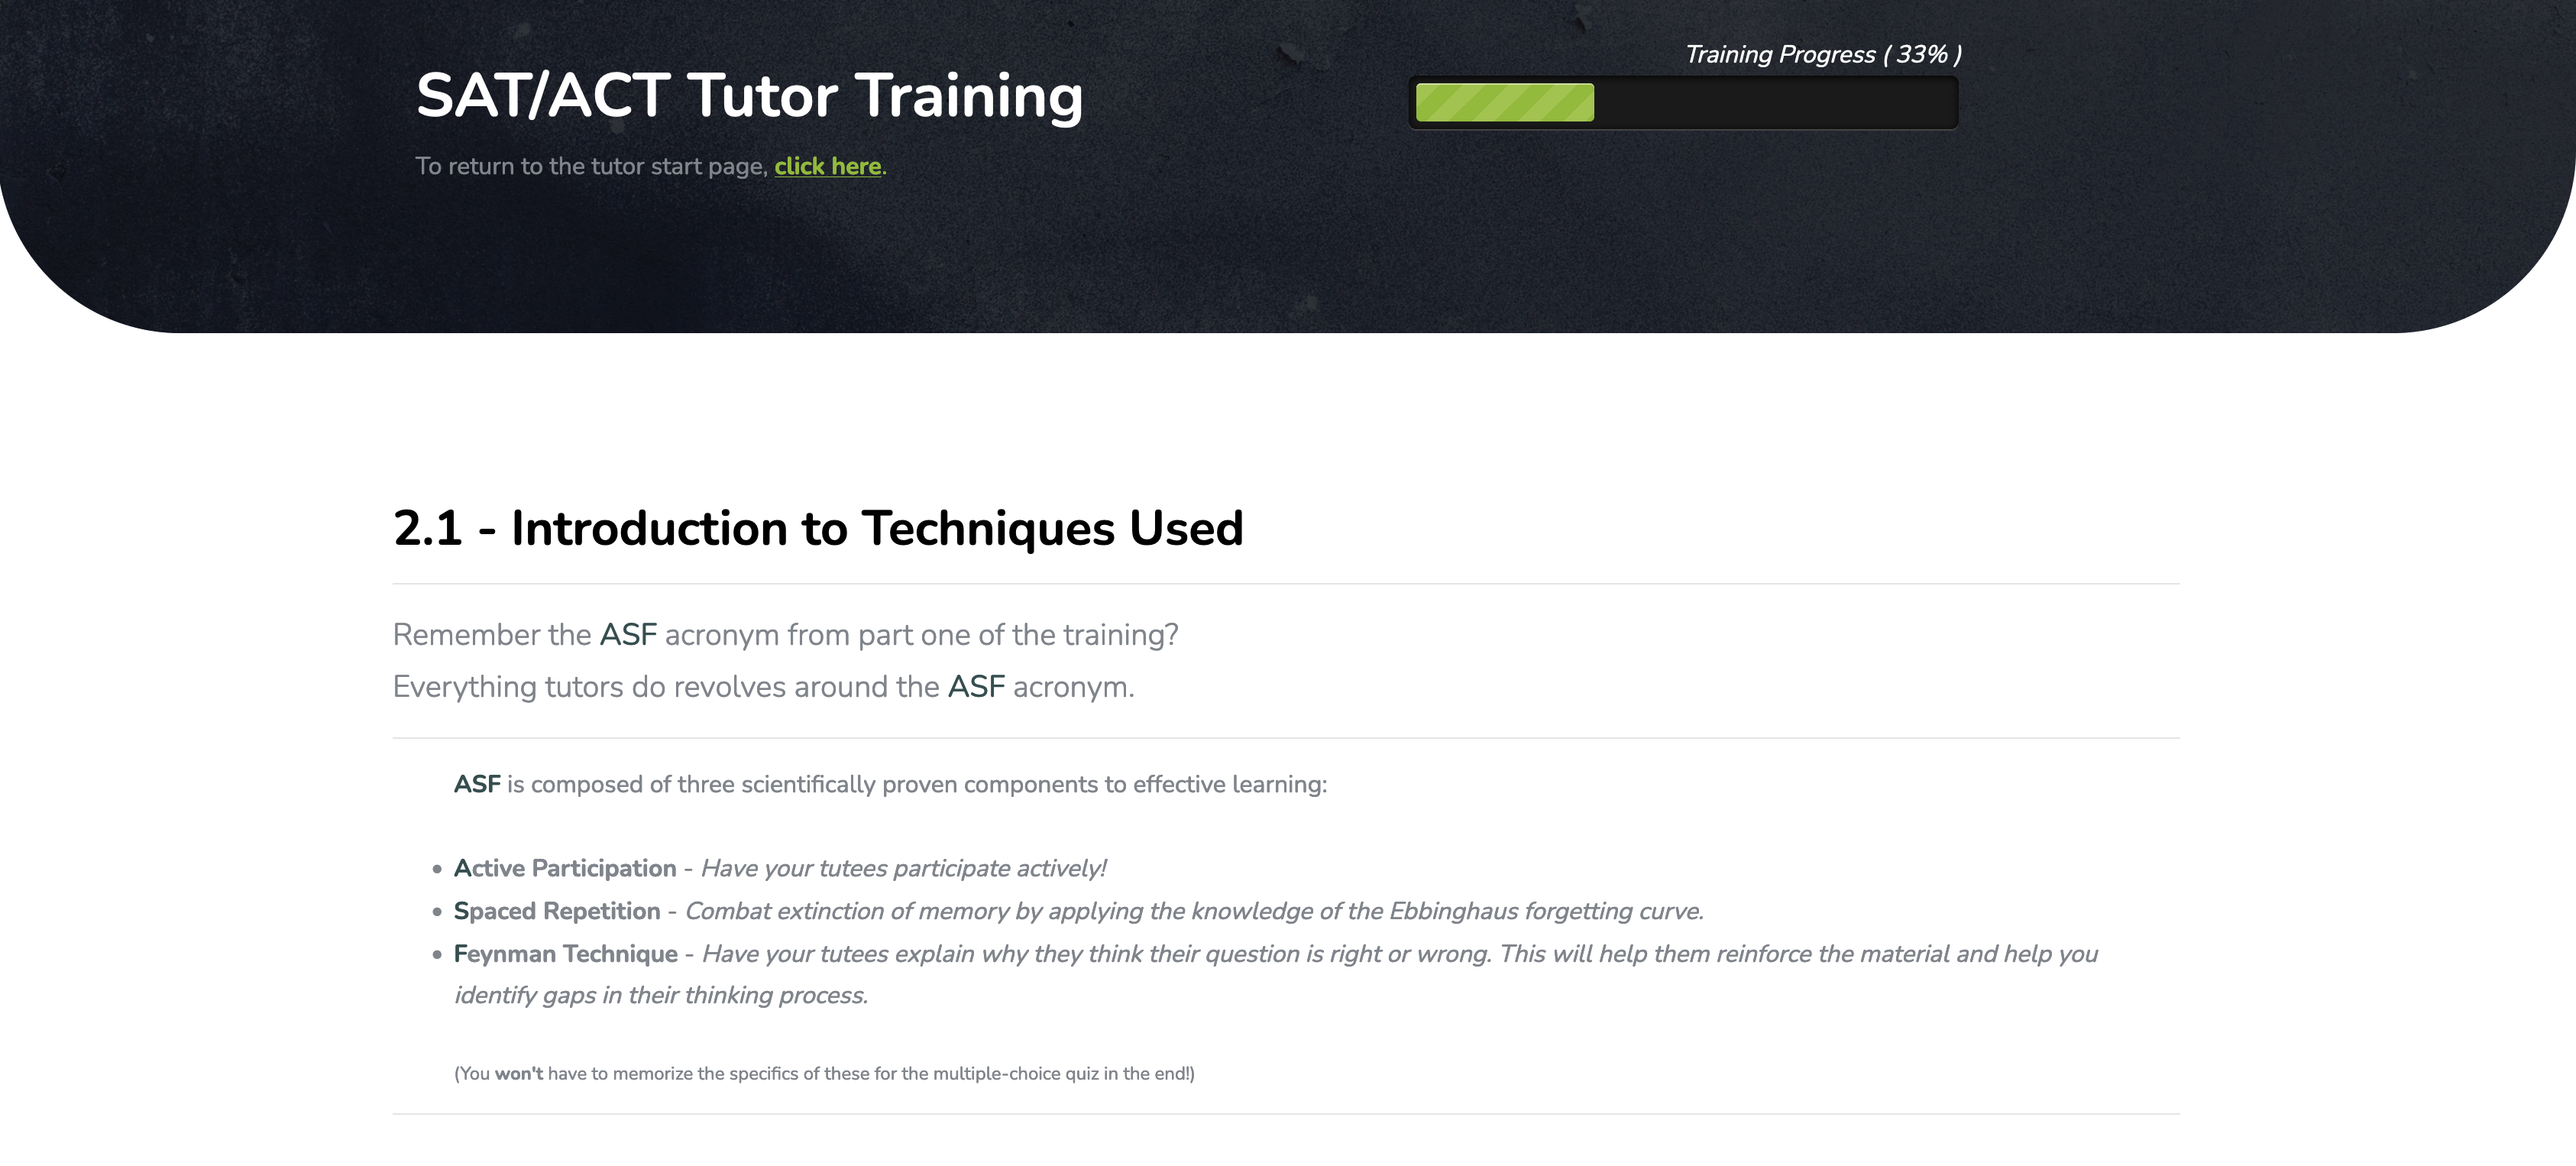 Training Progress ( 33% )
SAT/ACT Tutor Training
To return to the tutor start page, click here.
2.1 - Introduction to Techniques Used
Remember the ASF acronym from part one of the training?
Everything tutors do revolves around the ASF acronym.
ASF is composed of three scientifically proven components to effective learning:
• Active Participation - Have your tutees participate actively!
• Spaced Repetition - Combat extinction of memory by applying the knowledge of the Ebbinghaus forgetting curve.
• Feynman Technique - Have your tutees explain why they think their question is right or wrong. This will help them reinforce the material and help you
identify gaps in their thinking process.
(You won't have to memorize the specifics of these for the multiple-choice quiz in the end!)